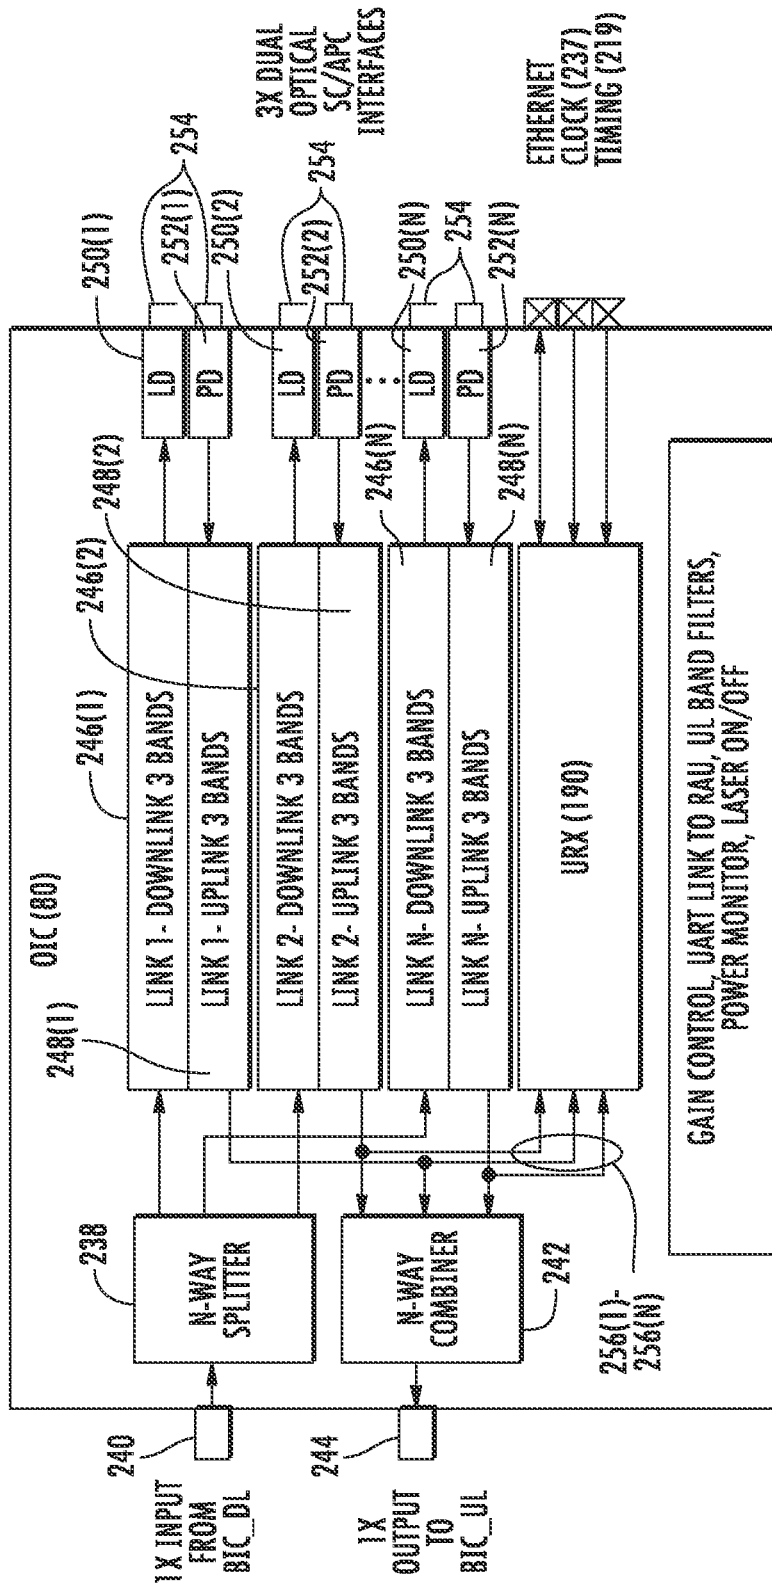 OIC (80)
1X INPUT
FROM
BIC_DL
240
238
N-WAY
SPLITTER
1X
OUTPUT
TO
BIC_UL
244
N-WAY
COMBINER
242
256(1)-
256(N)
248(1)
246(1)
246(2)
248(2)
LINK 1- DOWNLINK 3 BANDS
LINK 1- UPLINK 3 BANDS
LINK 2- DOWNLINK 3 BANDS
LINK 2- UPLINK 3 BANDS
LINK N- DOWNLINK 3 BANDS
LINK N- UPLINK 3 BANDS
246(N)
248(N)
URX (190)
LD
PD
LD
PD
LD
PD
250(1)
254
252(1)
250(2)
254
252(2)
250(N)
254
252(N)
3X DUAL
OPTICAL
SC/APC
INTERFACES
ETHERNET
CLOCK (237)
TIMING (219)
GAIN CONTROL, UART LINK TO RAU, UL BAND FILTERS,
POWER MONITOR, LASER ON/OFF